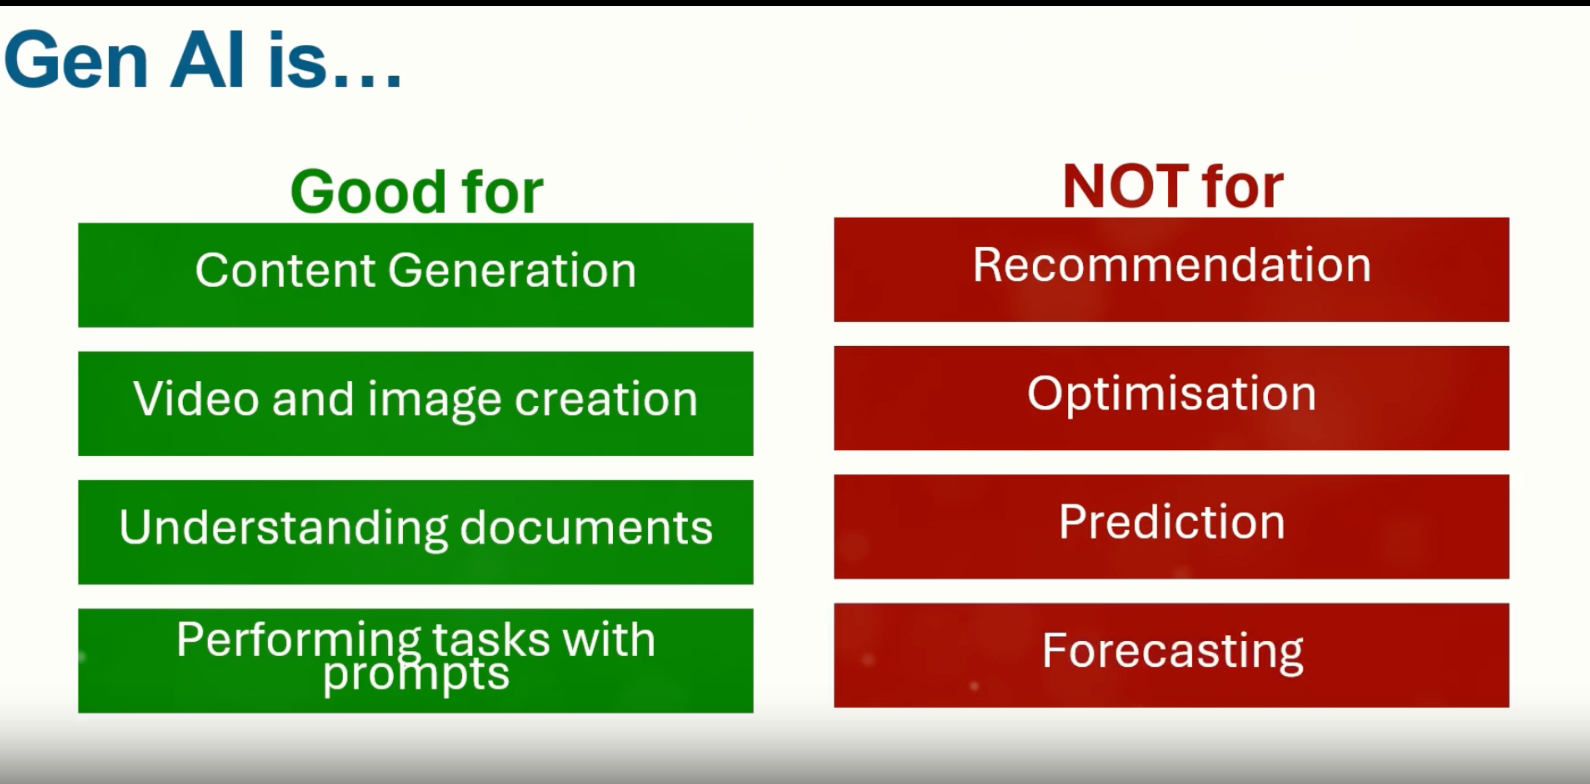 Gen AI is...
Good for
Content Generation
Video and image creation
Understanding documents
Performing tasks with
prompts
NOT for
Recommendation
Optimisation
Prediction
Forecasting